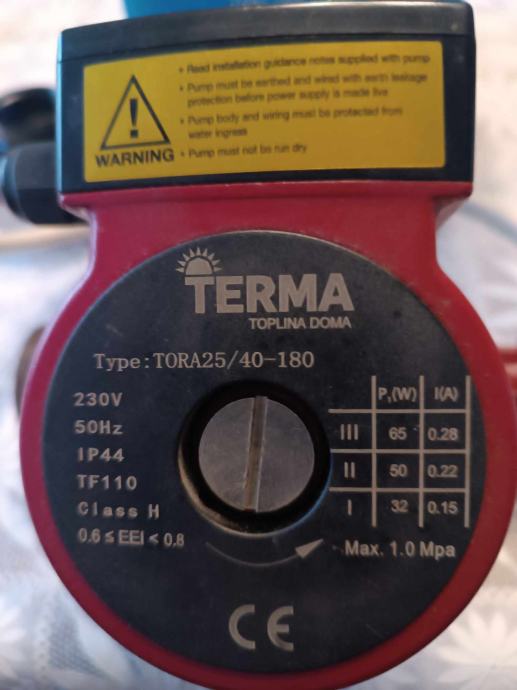 • Read installation guidance notes supplied with pump
• Pump must be earthed and wired with earth leakage
protection before power supply is made live
• Pump body and wiring must be protected from
water ingress
• Pump must not be run dry
WARNING
TERMA
TOPLINA DOMA
Type:TORA25/40-180
230V
50Hz
IP44
TF110
Class H
0.6 ≤ EEI < 0.8
P₁(W) I(A)
III 65 0.28
II 50 0.22
I 32 0.15
Max. 1.0 Mpa
CE